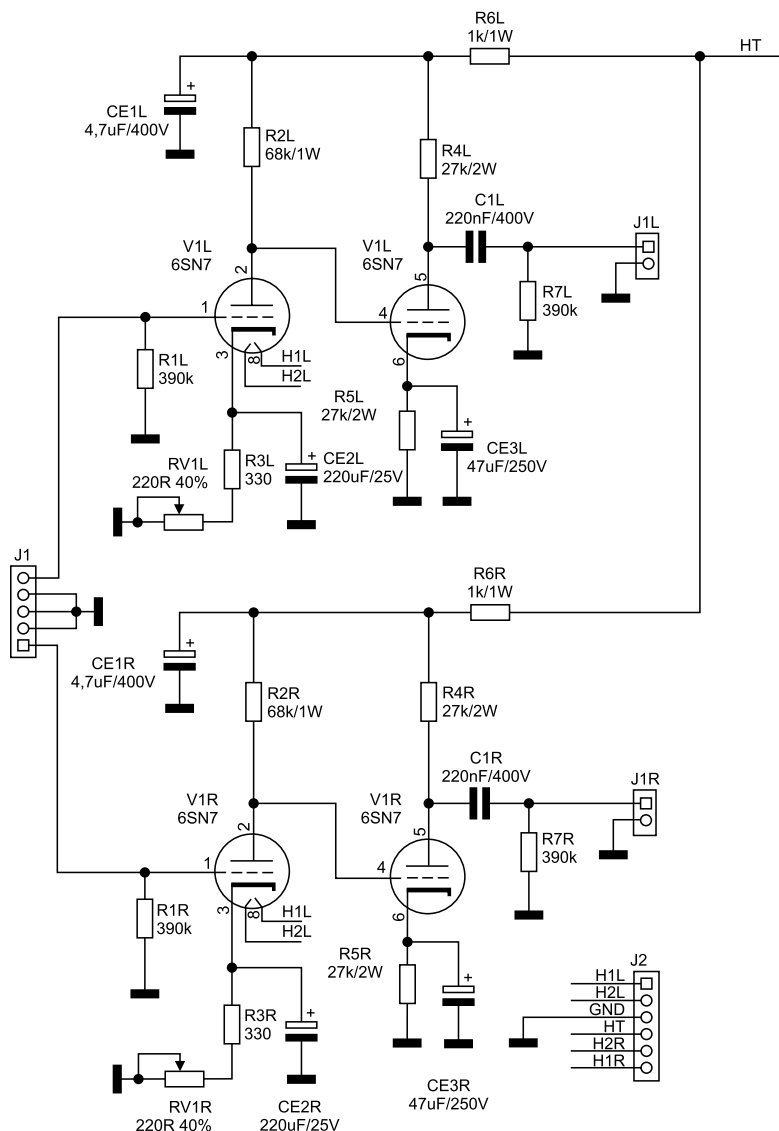 R6L
1k/1W
HT
+
CE1L
4,7uF/400V
R2L
68k/1W
R4L
27k/2W
C1L
220nF/400V
J1L
V1L
6SN7
2
V1L
6SN7
5
1
4
R7L
390k
3
8
H1L
H2L
6
R1L
390k
R5L
27k/2W
+
CE3L
47uF/250V
RV1L
220R 40%
R3L
330
+
CE2L
220uF/25V
J1
R6R
1k/1W
+
CE1R
4,7uF/400V
R2R
68k/1W
R4R
27k/2W
C1R
220nF/400V
J1R
V1R
6SN7
2
V1R
6SN7
5
1
4
R7R
390k
3
8
H1L
H2L
6
R1R
390k
R5R
27k/2W
+
CE3R
47uF/250V
R3R
330
+
CE2R
220uF/25V
RV1R
220R 40%
J2
H1L
H2L
GND
HT
H2R
H1R